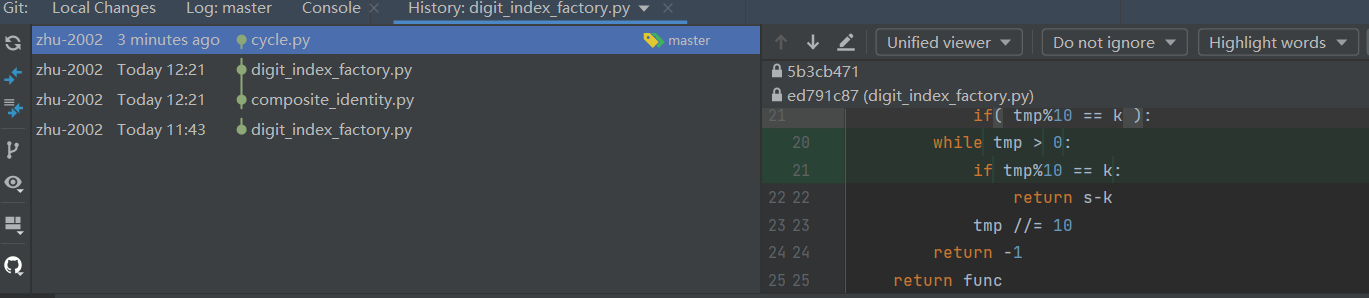 Git: Local Changes Log: master Console History: digit_index_factory.py
zhu-2002 3 minutes ago cycle.py master
zhu-2002 Today 12:21 digit_index_factory.py
zhu-2002 Today 12:21 composite_identity.py
zhu-2002 Today 11:43 digit_index_factory.py
Unified viewer Do not ignore Highlight words
5b3cb471
ed791c87 (digit_index_factory.py)
21 if( tmp%10 == k ):
20 while tmp > 0:
21 if tmp%10 == k:
22 22 return s-k
23 23 tmp //= 10
24 24 return -1
25 25 return func